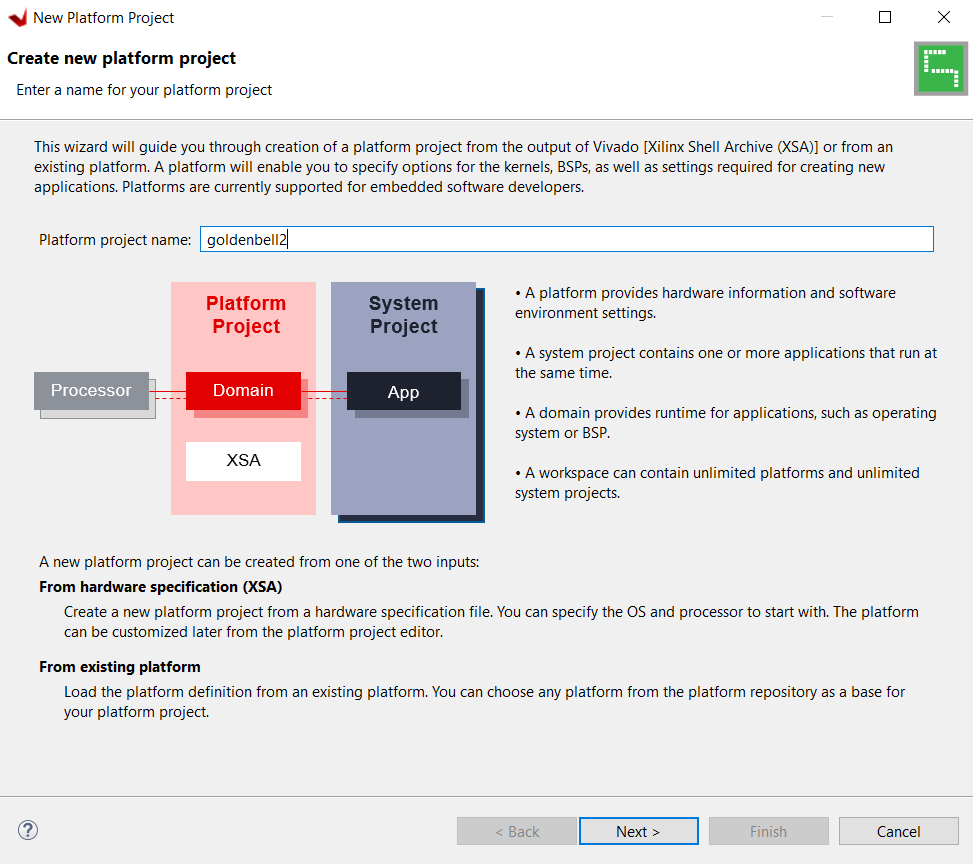 New Platform Project
Create new platform project
Enter a name for your platform project
This wizard will guide you through creation of a platform project from the output of Vivado [Xilinx Shell Archive (XSA)] or from an
existing platform. A platform will enable you to specify options for the kernels, BSPs, as well as settings required for creating new
applications. Platforms are currently supported for embedded software developers.
Platform project name: goldenbell2
Platform
Project
System
Project
Processor
Domain
App
XSA
• A platform provides hardware information and software
environment settings.
• A system project contains one or more applications that run at
the same time.
• A domain provides runtime for applications, such as operating
system or BSP.
• A workspace can contain unlimited platforms and unlimited
system projects.
A new platform project can be created from one of the two inputs:
From hardware specification (XSA)
Create a new platform project from a hardware specification file. You can specify the OS and processor to start with. The platform
can be customized later from the platform project editor.
From existing platform
Load the platform definition from an existing platform. You can choose any platform from the platform repository as a base for
your platform project.
?
< Back
Next >
Finish
Cancel